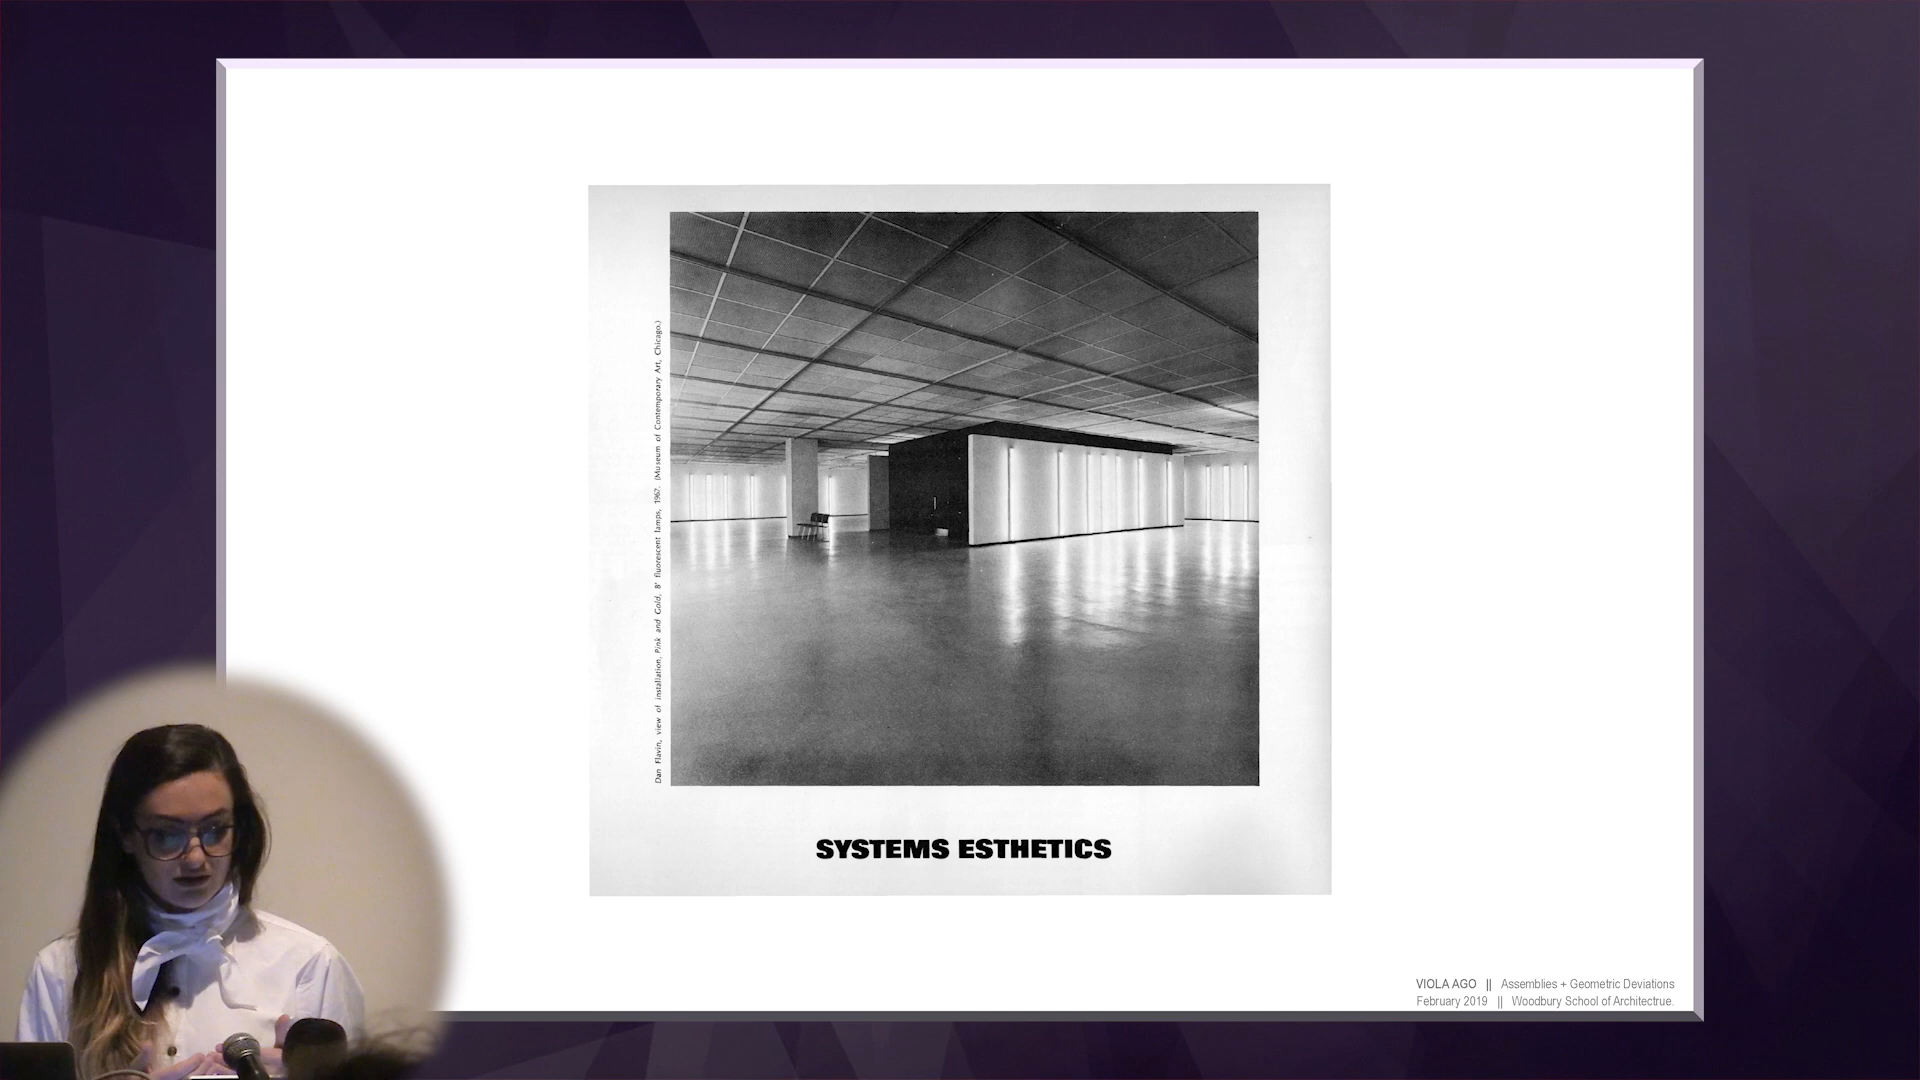 Dan Flavin, view of installation, Pink and Gold, 8' fluorescent lamps, 1967. (Museum of Contemporary Art, Chicago.)
SYSTEMS ESTHETICS
VIOLA AGO || Assemblies + Geometric Deviations
February 2019 || Woodbury School of Architectrue.